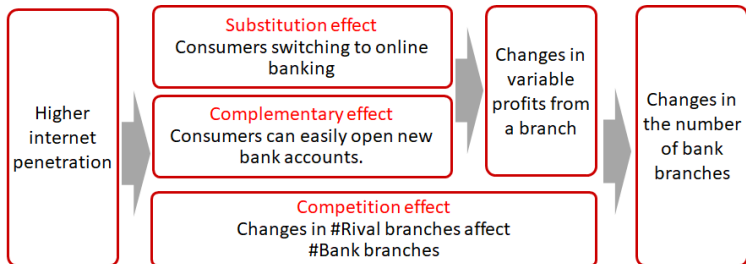 Higher
internet
penetration
Substitution effect
Consumers switching to online
banking
Complementary effect
Consumers can easily open new
bank accounts.
Competition effect
Changes in #Rival branches affect
#Bank branches
Changes in
variable
profits from
a branch
Changes in
the number
of bank
branches